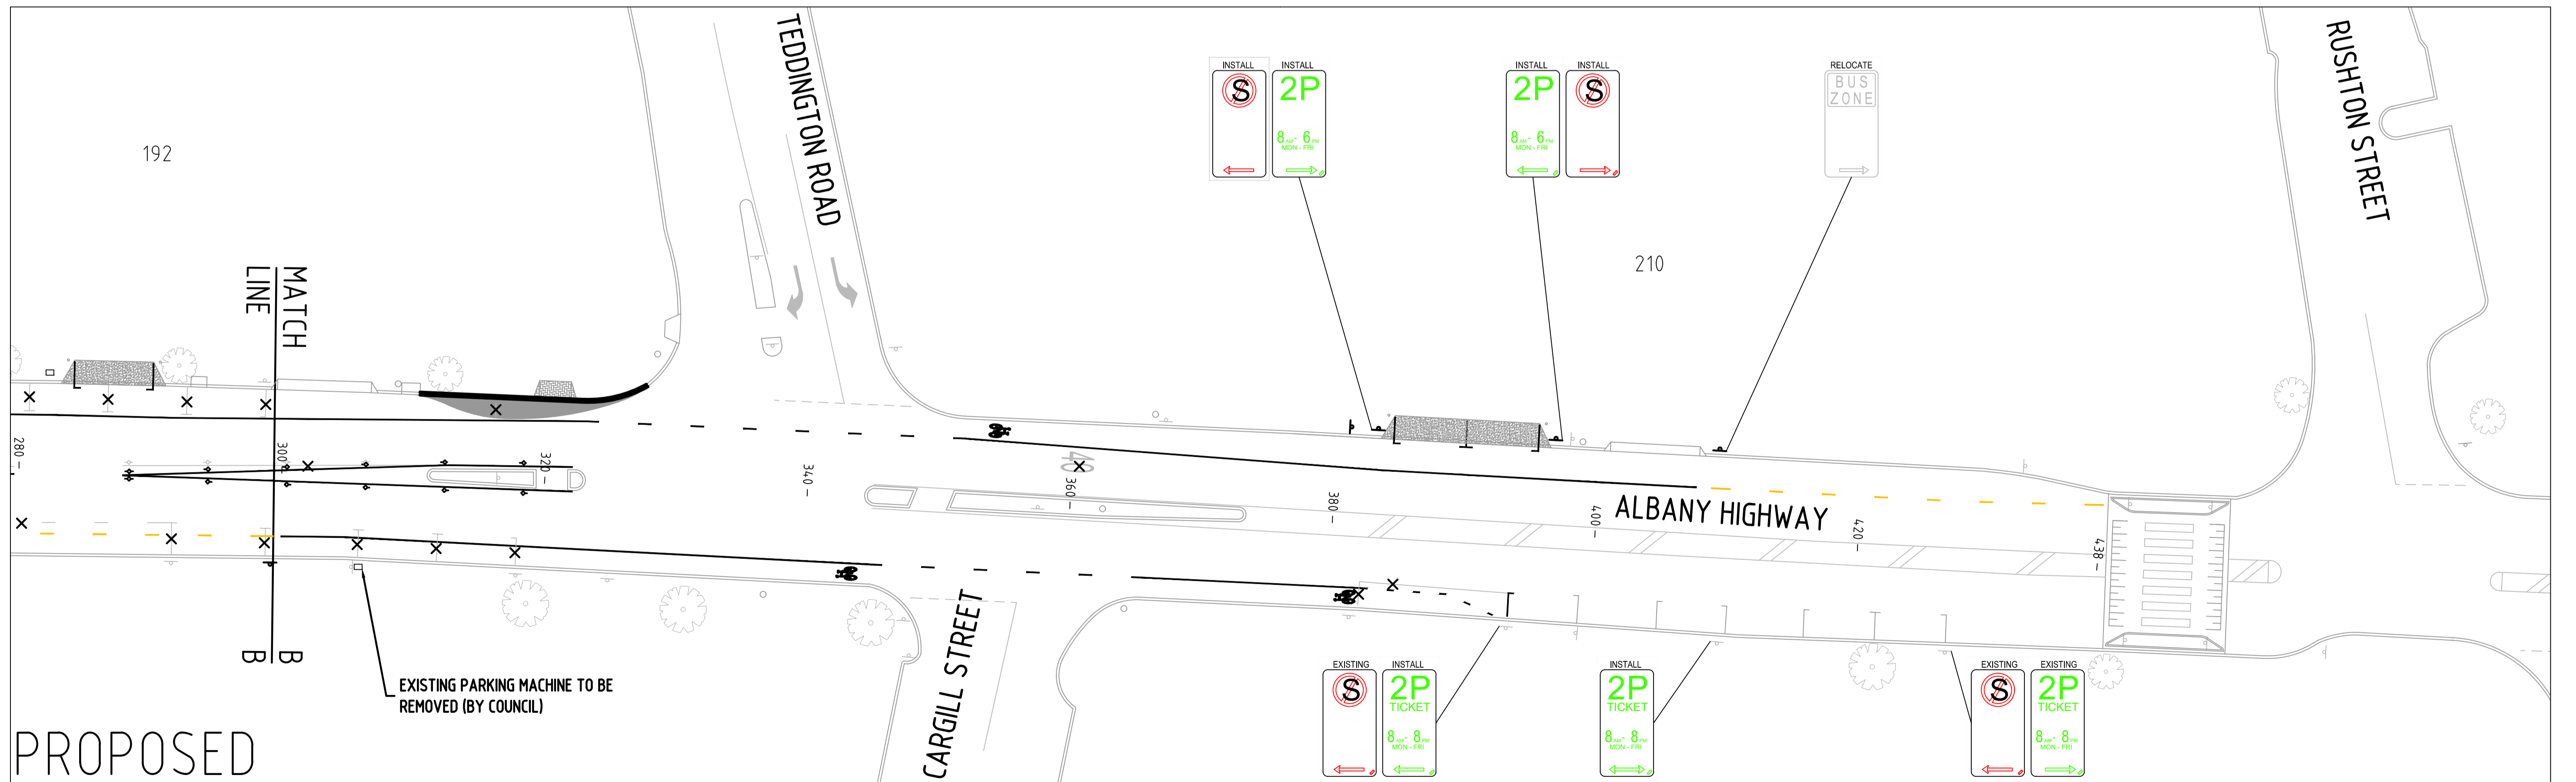 TEDDINGTON ROAD
RUSHTON STREET
INSTALL
S
INSTALL
2P
8 AM - 6 PM
MON - FRI
INSTALL
2P
8 AM - 6 PM
MON - FRI
INSTALL
S
RELOCATE
BUS
ZONE
192
210
MATCH
LINE
280
300
320
340
40
360
380
400
420
438
ALBANY HIGHWAY
B
B
EXISTING PARKING MACHINE TO BE
REMOVED (BY COUNCIL)
CARGILL STREET
EXISTING
S
INSTALL
2P
TICKET
8 AM - 8 PM
MON - FRI
INSTALL
2P
TICKET
8 AM - 8 PM
MON - FRI
EXISTING
S
EXISTING
2P
TICKET
8 AM - 8 PM
MON - FRI
PROPOSED